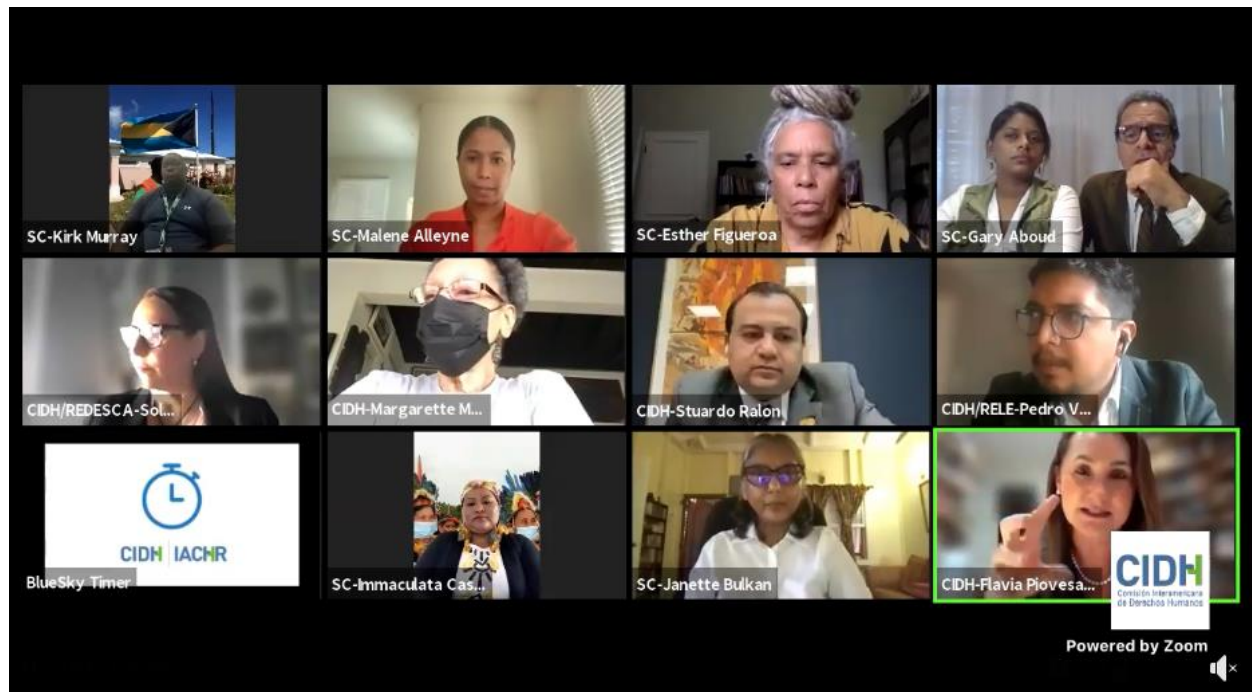 SC-Kirk Murray
SC-Malene Alleyne
SC-Esther Figueroa
SC-Gary Aboud
CIDH/REDESCA-Sol...
CIDH-Margarette M...
CIDH-Stuardo Ralon
CIDH/RELE-Pedro V...
CIDH IACHR
BlueSky Timer
SC-Immaculata Cas...
SC-Janette Bulkan
CIDH-Flavia Piovesa...
CIDH
Comisión Interamericana
de Derechos Humanos
Powered by Zoom